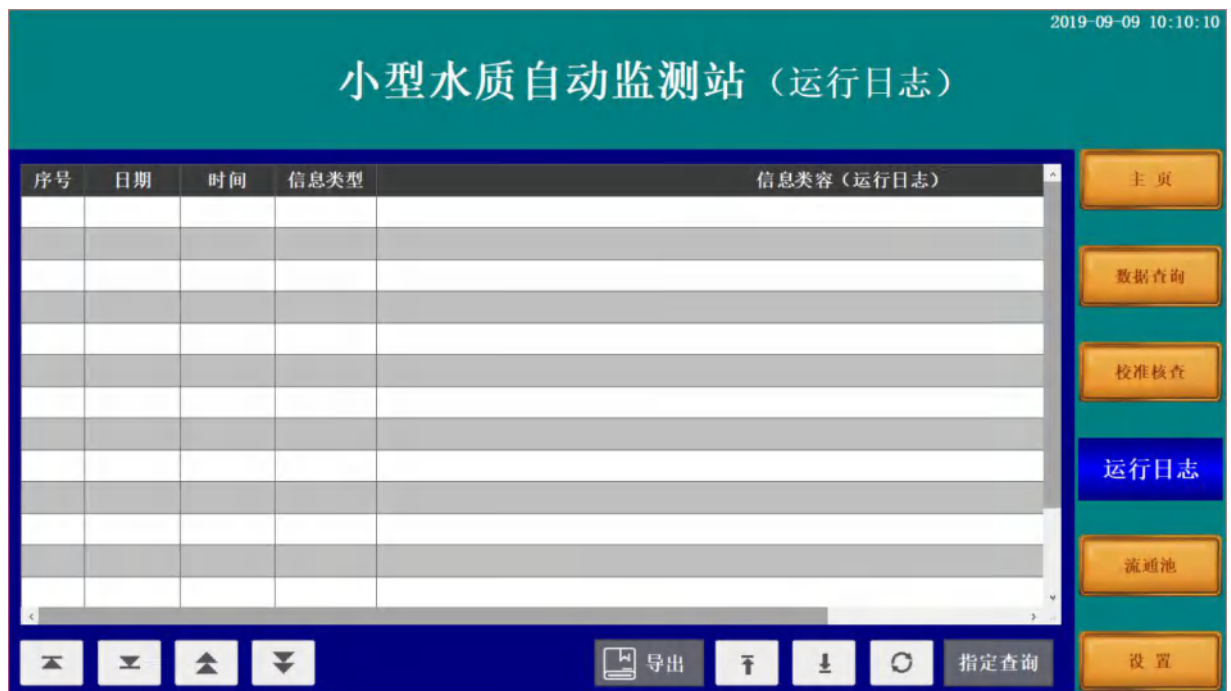 2019-09-09 10:10:10
小型水质自动监测站（运行日志）
序号 日期 时间 信息类型 信息类容（运行日志）
主 页
数据查询
校准核查
运行日志
流通池
导出 指定查询
设 置